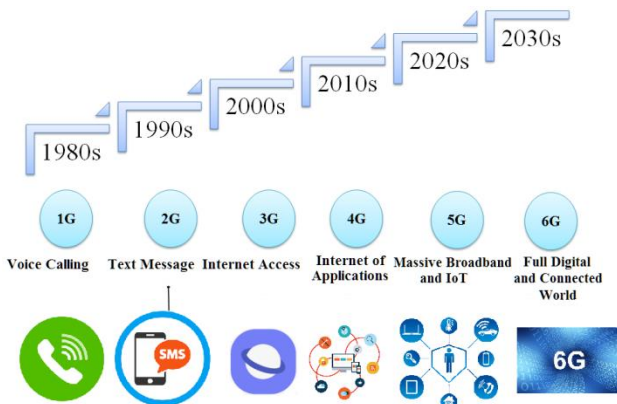 1980s
1990s
2000s
2010s
2020s
2030s
1G
2G
3G
4G
5G
6G
Voice Calling
Text Message
Internet Access
Internet of
Applications
Massive Broadband
and IoT
Full Digital
and Connected
World
SMS
6G